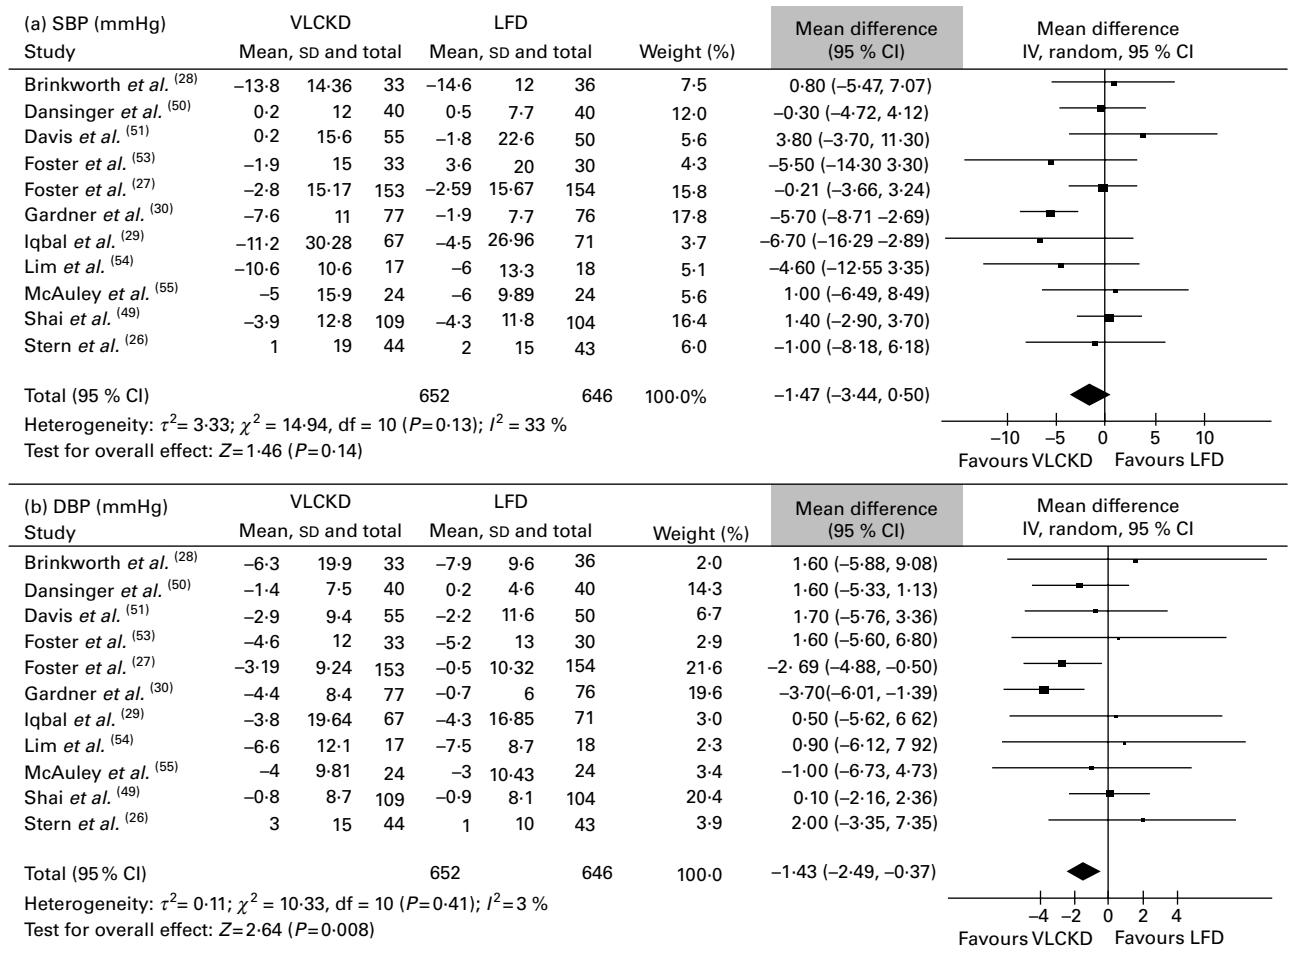 (a) SBP (mmHg) VLCKD LFD Mean difference Mean difference
Study Mean, SD and total Mean, SD and total Weight (%) (95 % CI) IV, random, 95 % CI
Brinkworth et al. (28) –13·8 14·36 33 –14·6 12 36 7·5 0·80 (–5·47, 7·07)
Dansinger et al. (50) 0·2 12 40 0·5 7·7 40 12·0 –0·30 (–4·72, 4·12)
Davis et al. (51) 0·2 15·6 55 –1·8 22·6 50 5·6 3·80 (–3·70, 11·30)
Foster et al. (53) –1·9 15 33 3·6 20 30 4·3 –5·50 (–14·30 3·30)
Foster et al. (27) –2·8 15·17 153 –2·59 15·67 154 15·8 –0·21 (–3·66, 3·24)
Gardner et al. (30) –7·6 11 77 –1·9 7·7 76 17·8 –5·70 (–8·71 –2·69)
Iqbal et al. (29) –11·2 30·28 67 –4·5 26·96 71 3·7 –6·70 (–16·29 –2·89)
Lim et al. (54) –10·6 10·6 17 –6 13·3 18 5·1 –4·60 (–12·55 3·35)
McAuley et al. (55) –5 15·9 24 –6 9·89 24 5·6 1·00 (–6·49, 8·49)
Shai et al. (49) –3·9 12·8 109 –4·3 11·8 104 16·4 1·40 (–2·90, 3·70)
Stern et al. (26) 1 19 44 2 15 43 6·0 –1·00 (–8·18, 6·18)
Total (95 % CI) 652 646 100·0% –1·47 (–3·44, 0·50)
Heterogeneity: τ²= 3·33; χ² = 14·94, df = 10 (P=0·13); I² = 33 %
Test for overall effect: Z=1·46 (P=0·14)
–10 –5 0 5 10
Favours VLCKD Favours LFD
(b) DBP (mmHg) VLCKD LFD Mean difference Mean difference
Study Mean, SD and total Mean, SD and total Weight (%) (95 % CI) IV, random, 95 % CI
Brinkworth et al. (28) –6·3 19·9 33 –7·9 9·6 36 2·0 1·60 (–5·88, 9·08)
Dansinger et al. (50) –1·4 7·5 40 0·2 4·6 40 14·3 1·60 (–5·33, 1·13)
Davis et al. (51) –2·9 9·4 55 –2·2 11·6 50 6·7 1·70 (–5·76, 3·36)
Foster et al. (53) –4·6 12 33 –5·2 13 30 2·9 1·60 (–5·60, 6·80)
Foster et al. (27) –3·19 9·24 153 –0·5 10·32 154 21·6 –2· 69 (–4·88, –0·50)
Gardner et al. (30) –4·4 8·4 77 –0·7 6 76 19·6 –3·70(–6·01, –1·39)
Iqbal et al. (29) –3·8 19·64 67 –4·3 16·85 71 3·0 0·50 (–5·62, 6 62)
Lim et al. (54) –6·6 12·1 17 –7·5 8·7 18 2·3 0·90 (–6·12, 7 92)
McAuley et al. (55) –4 9·81 24 –3 10·43 24 3·4 –1·00 (–6·73, 4·73)
Shai et al. (49) –0·8 8·7 109 –0·9 8·1 104 20·4 0·10 (–2·16, 2·36)
Stern et al. (26) 3 15 44 1 10 43 3·9 2·00 (–3·35, 7·35)
Total (95 % CI) 652 646 100·0 –1·43 (–2·49, –0·37)
Heterogeneity: τ²= 0·11; χ² = 10·33, df = 10 (P=0·41); I²=3 %
Test for overall effect: Z=2·64 (P=0·008)
–4 –2 0 2 4
Favours VLCKD Favours LFD